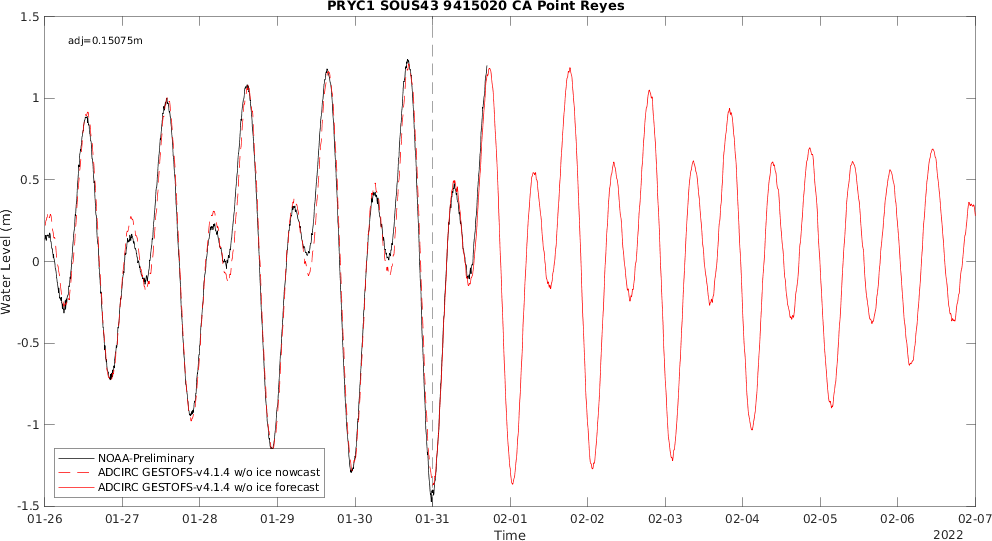 PRYC1 SOUS43 9415020 CA Point Reyes
1.5
adj=0.15075m
1
0.5
0
-0.5
-1
-1.5
Water Level (m)
NOAA-Preliminary
ADCIRC GESTOFS-v4.1.4 w/o ice nowcast
ADCIRC GESTOFS-v4.1.4 w/o ice forecast
01-26 01-27 01-28 01-29 01-30 01-31 02-01 02-02 02-03 02-04 02-05 02-06 02-07
Time
2022